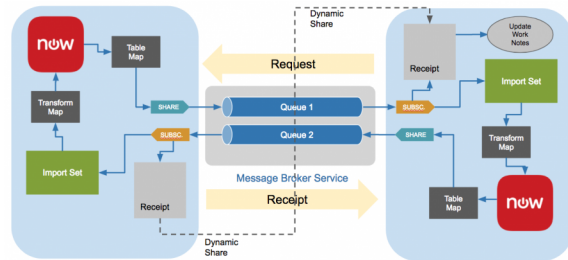 Dynamic
Share
now
Table
Map
Request
Receipt
Update
Work
Notes
Import Set
Transform
Map
SHARE
Queue 1
SUBSC.
SUBSC.
Queue 2
SHARE
Transform
Map
Import Set
Message Broker Service
Receipt
Receipt
Table
Map
now
Dynamic
Share